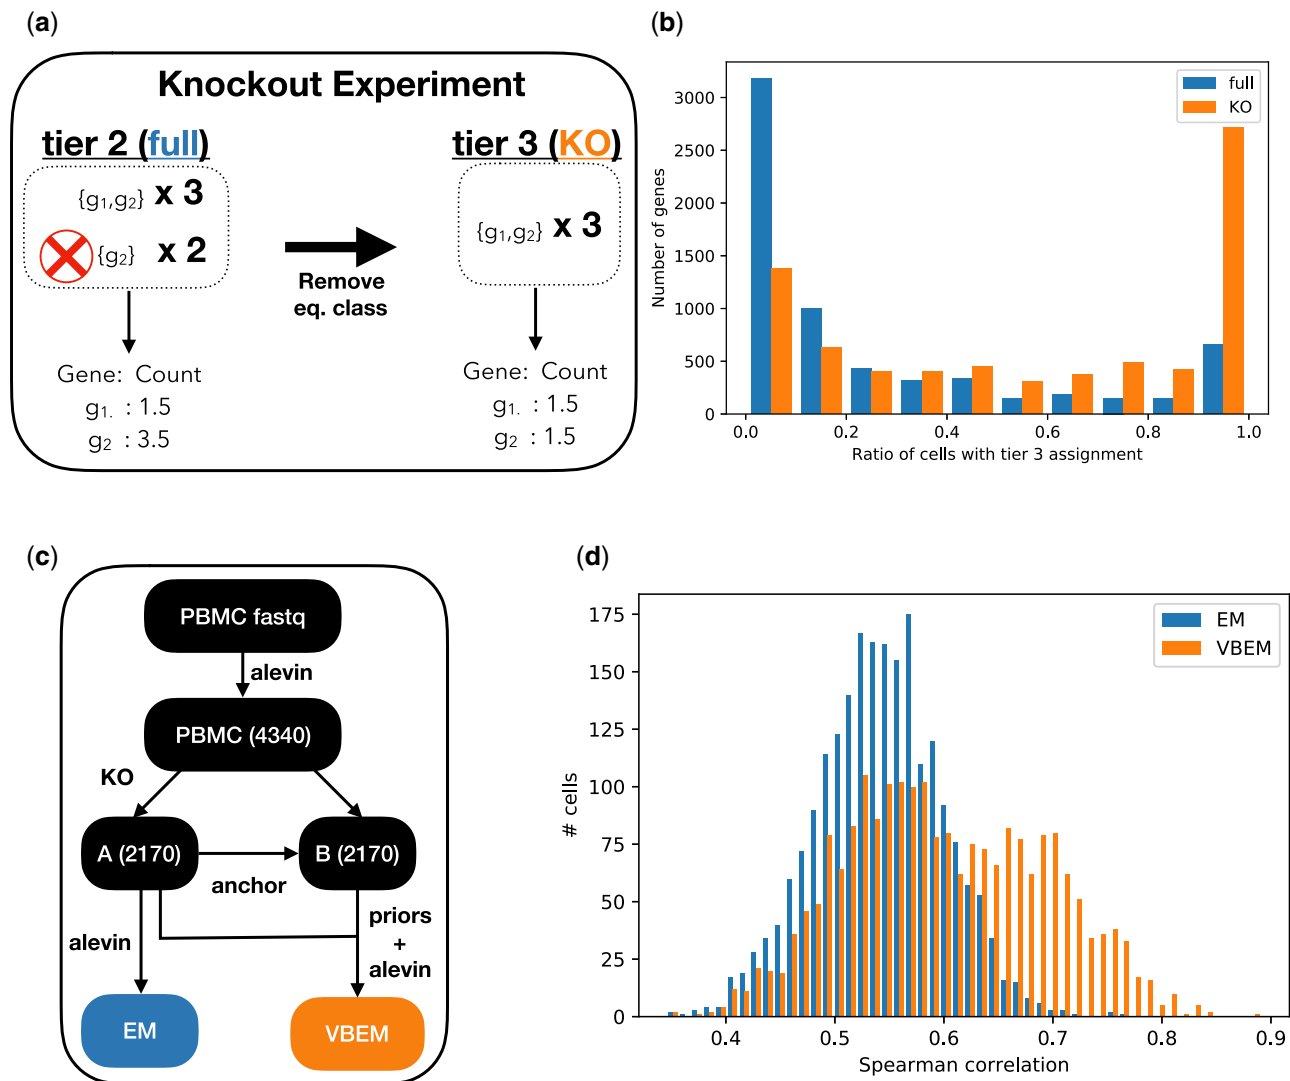 (a)
Knockout Experiment
tier 2 (full)
{g1,g2} x 3
{g2} x 2
Gene: Count
g1. : 1.5
g2 : 3.5
Remove
eq. class
tier 3 (KO)
{g1,g2} x 3
Gene: Count
g1. : 1.5
g2 : 1.5
(b)
full
KO
Number of genes
3000
2500
2000
1500
1000
500
0
0.0 0.2 0.4 0.6 0.8 1.0
Ratio of cells with tier 3 assignment
(c)
PBMC fastq
alevin
PBMC (4340)
KO
A (2170)
B (2170)
anchor
alevin
priors
+
alevin
EM
VBEM
(d)
EM
VBEM
# cells
175
150
125
100
75
50
25
0
0.4 0.5 0.6 0.7 0.8 0.9
Spearman correlation